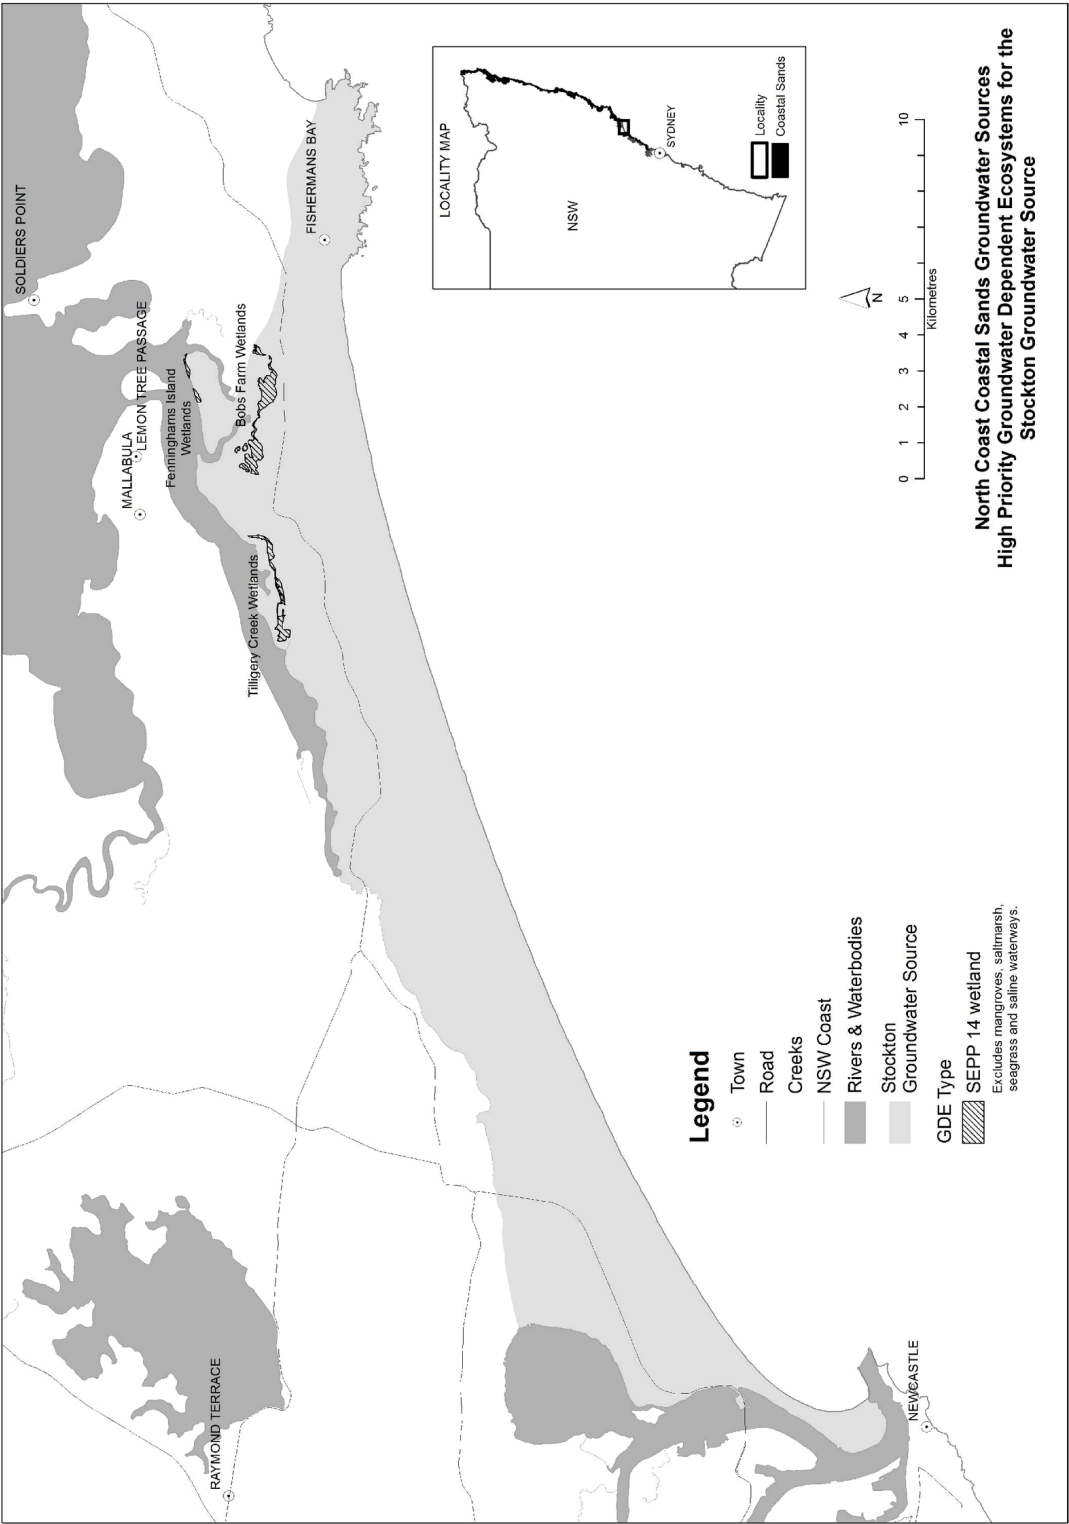 SOLDIERS POINT
FISHERMANS BAY
LEMON TREE PASSAGE
MALLABULA
Fenninghams Island
Wetlands
Bobs Farm Wetlands
Tilligery Creek Wetlands
RAYMOND TERRACE
NEWCASTLE
LOCALITY MAP
NSW
SYDNEY
Locality
Coastal Sands
N
0 1 2 3 4 5 10
Kilometres
Legend
Town
Road
Creeks
NSW Coast
Rivers & Waterbodies
Stockton
Groundwater Source
GDE Type
SEPP 14 wetland
Excludes mangroves, saltmarsh,
seagrass and saline waterways.
North Coast Coastal Sands Groundwater Sources
High Priority Groundwater Dependent Ecosystems for the
Stockton Groundwater Source